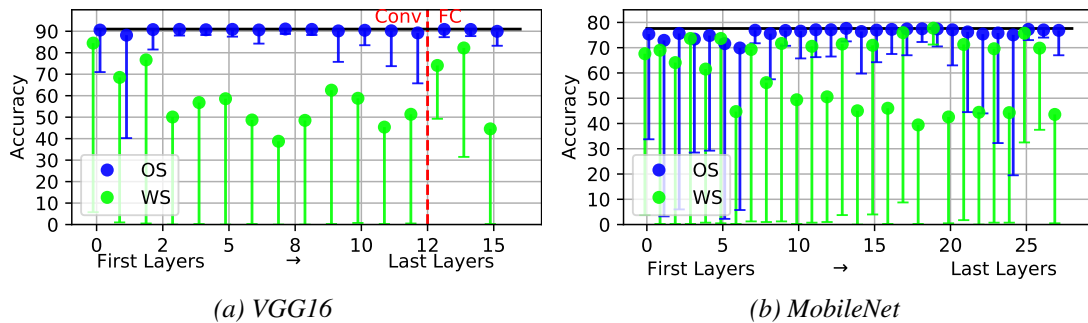 Conv FC
90
80
70
60
50
40
30
20
10
0
Accuracy
OS
WS
0 2 5 8 10 12 15
First Layers → Last Layers
(a) VGG16
80
70
60
50
40
30
20
10
0
Accuracy
OS
WS
0 5 10 15 20 25
First Layers → Last Layers
(b) MobileNet